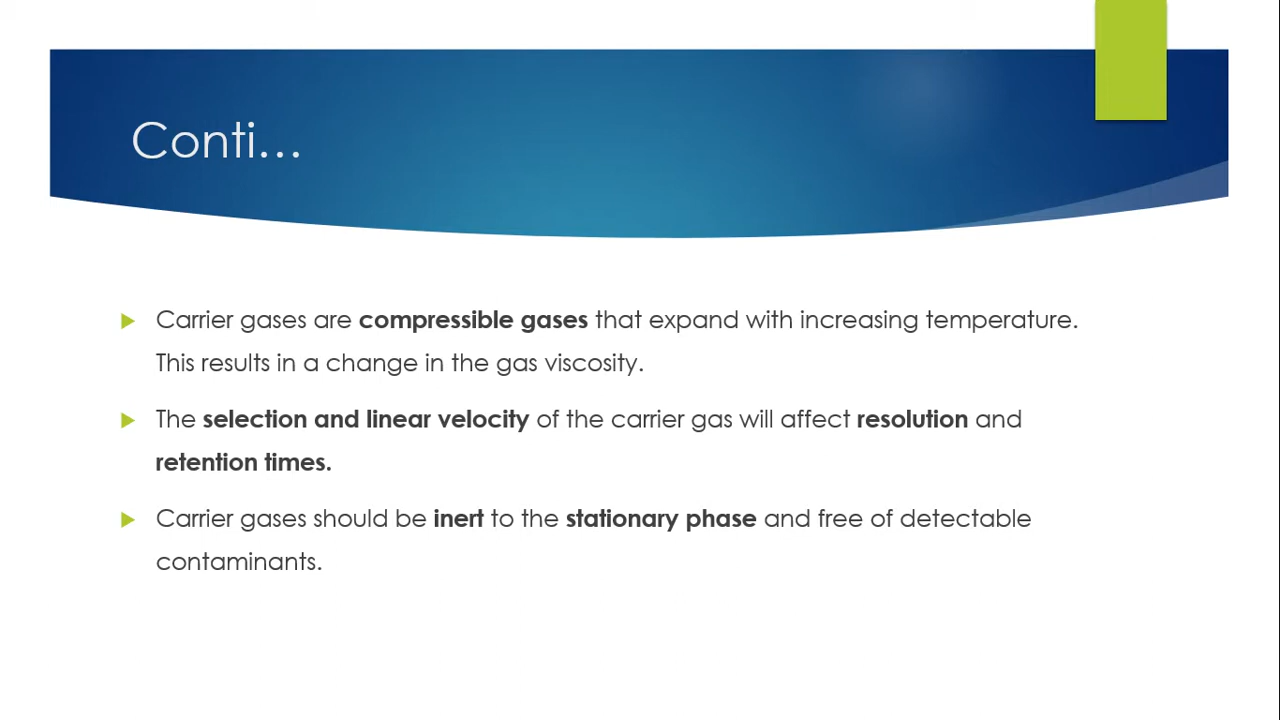 Conti...
Carrier gases are compressible gases that expand with increasing temperature.
This results in a change in the gas viscosity.
The selection and linear velocity of the carrier gas will affect resolution and
retention times.
Carrier gases should be inert to the stationary phase and free of detectable
contaminants.